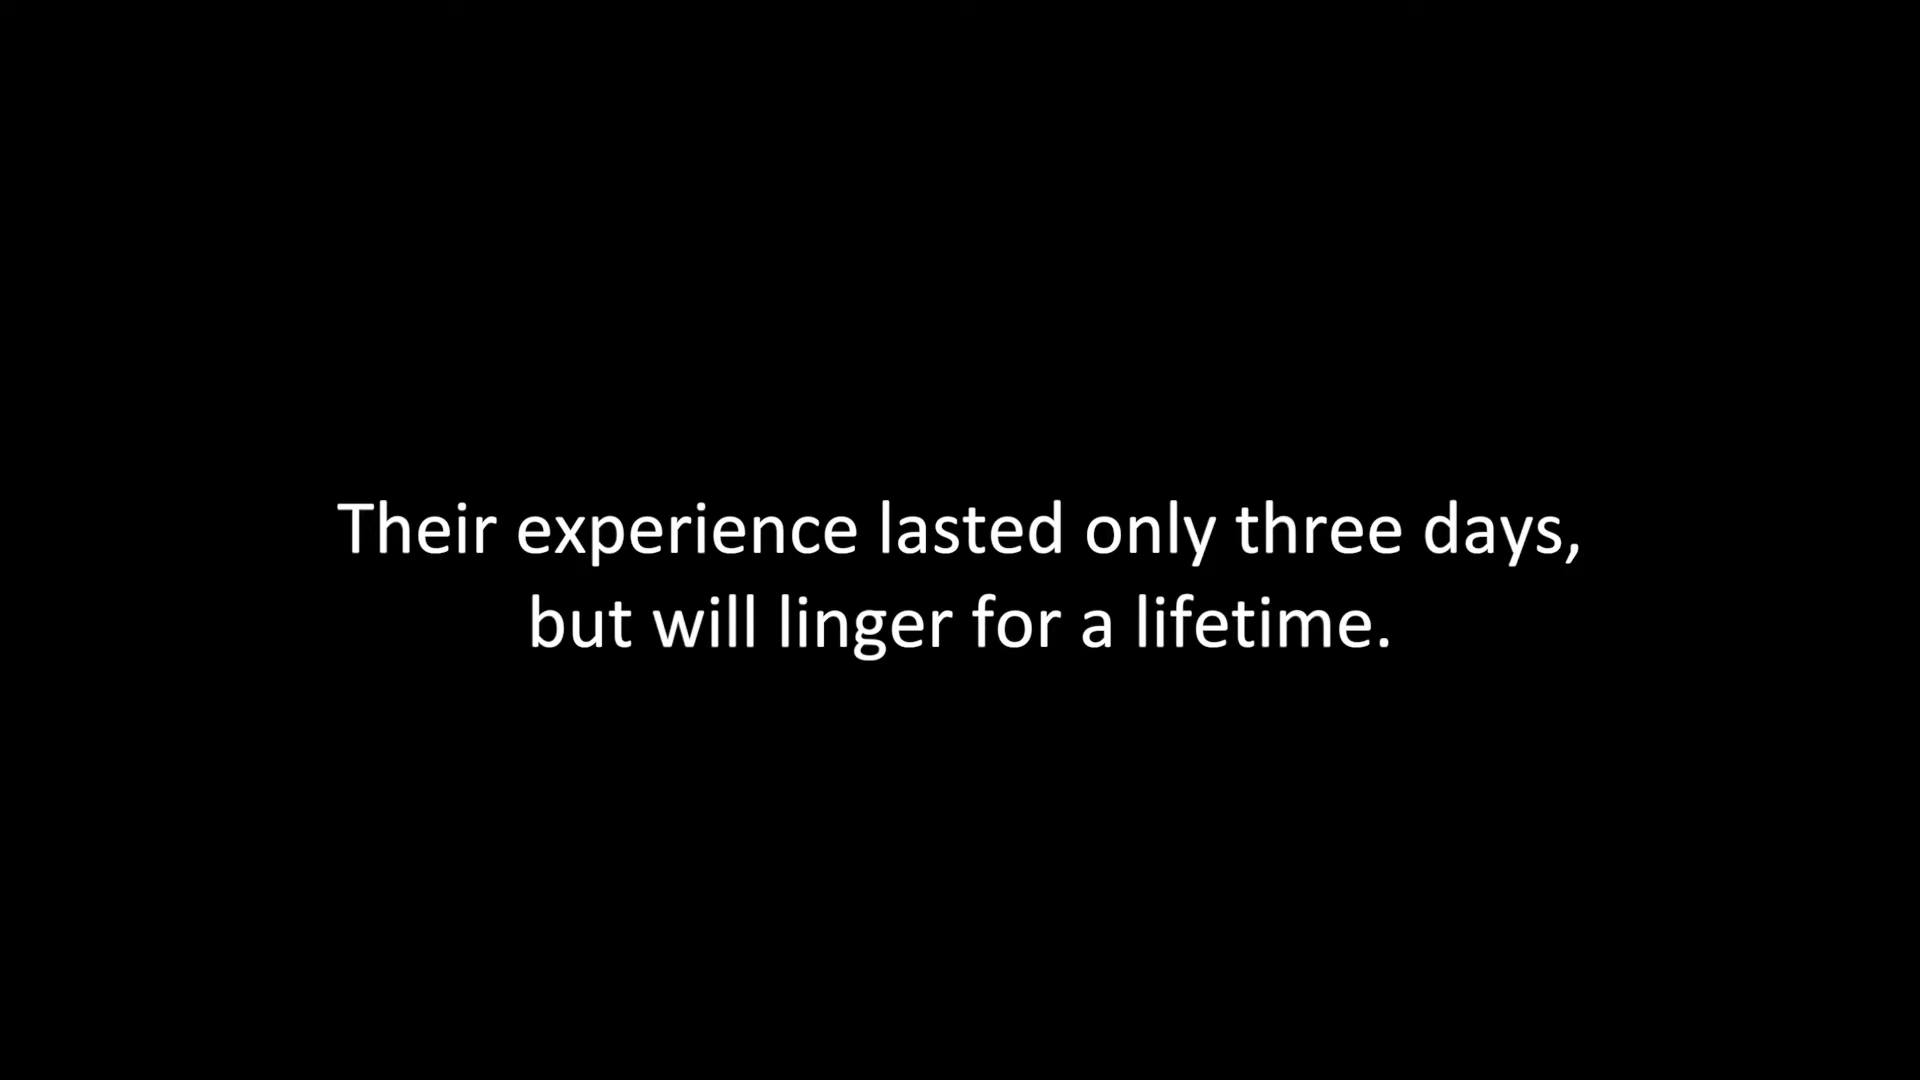 Their experience lasted only three days,
but will linger for a lifetime.